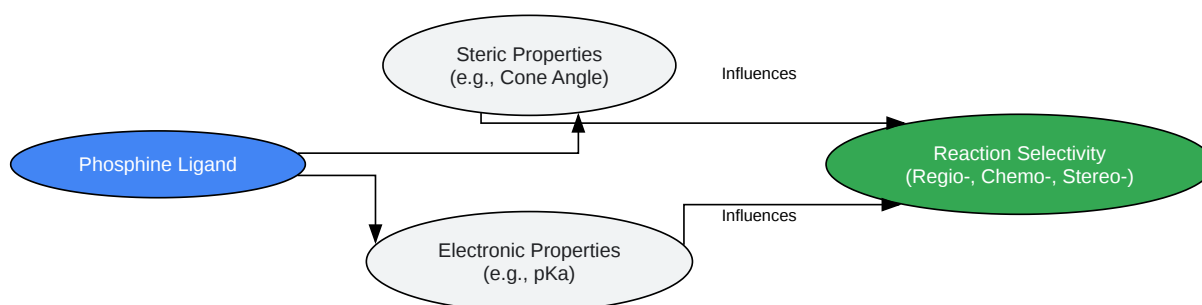 Steric Properties
(e.g., Cone Angle)
Influences
Phosphine Ligand
Reaction Selectivity
(Regio-, Chemo-, Stereo-)
Influences
Electronic Properties
(e.g., pKa)